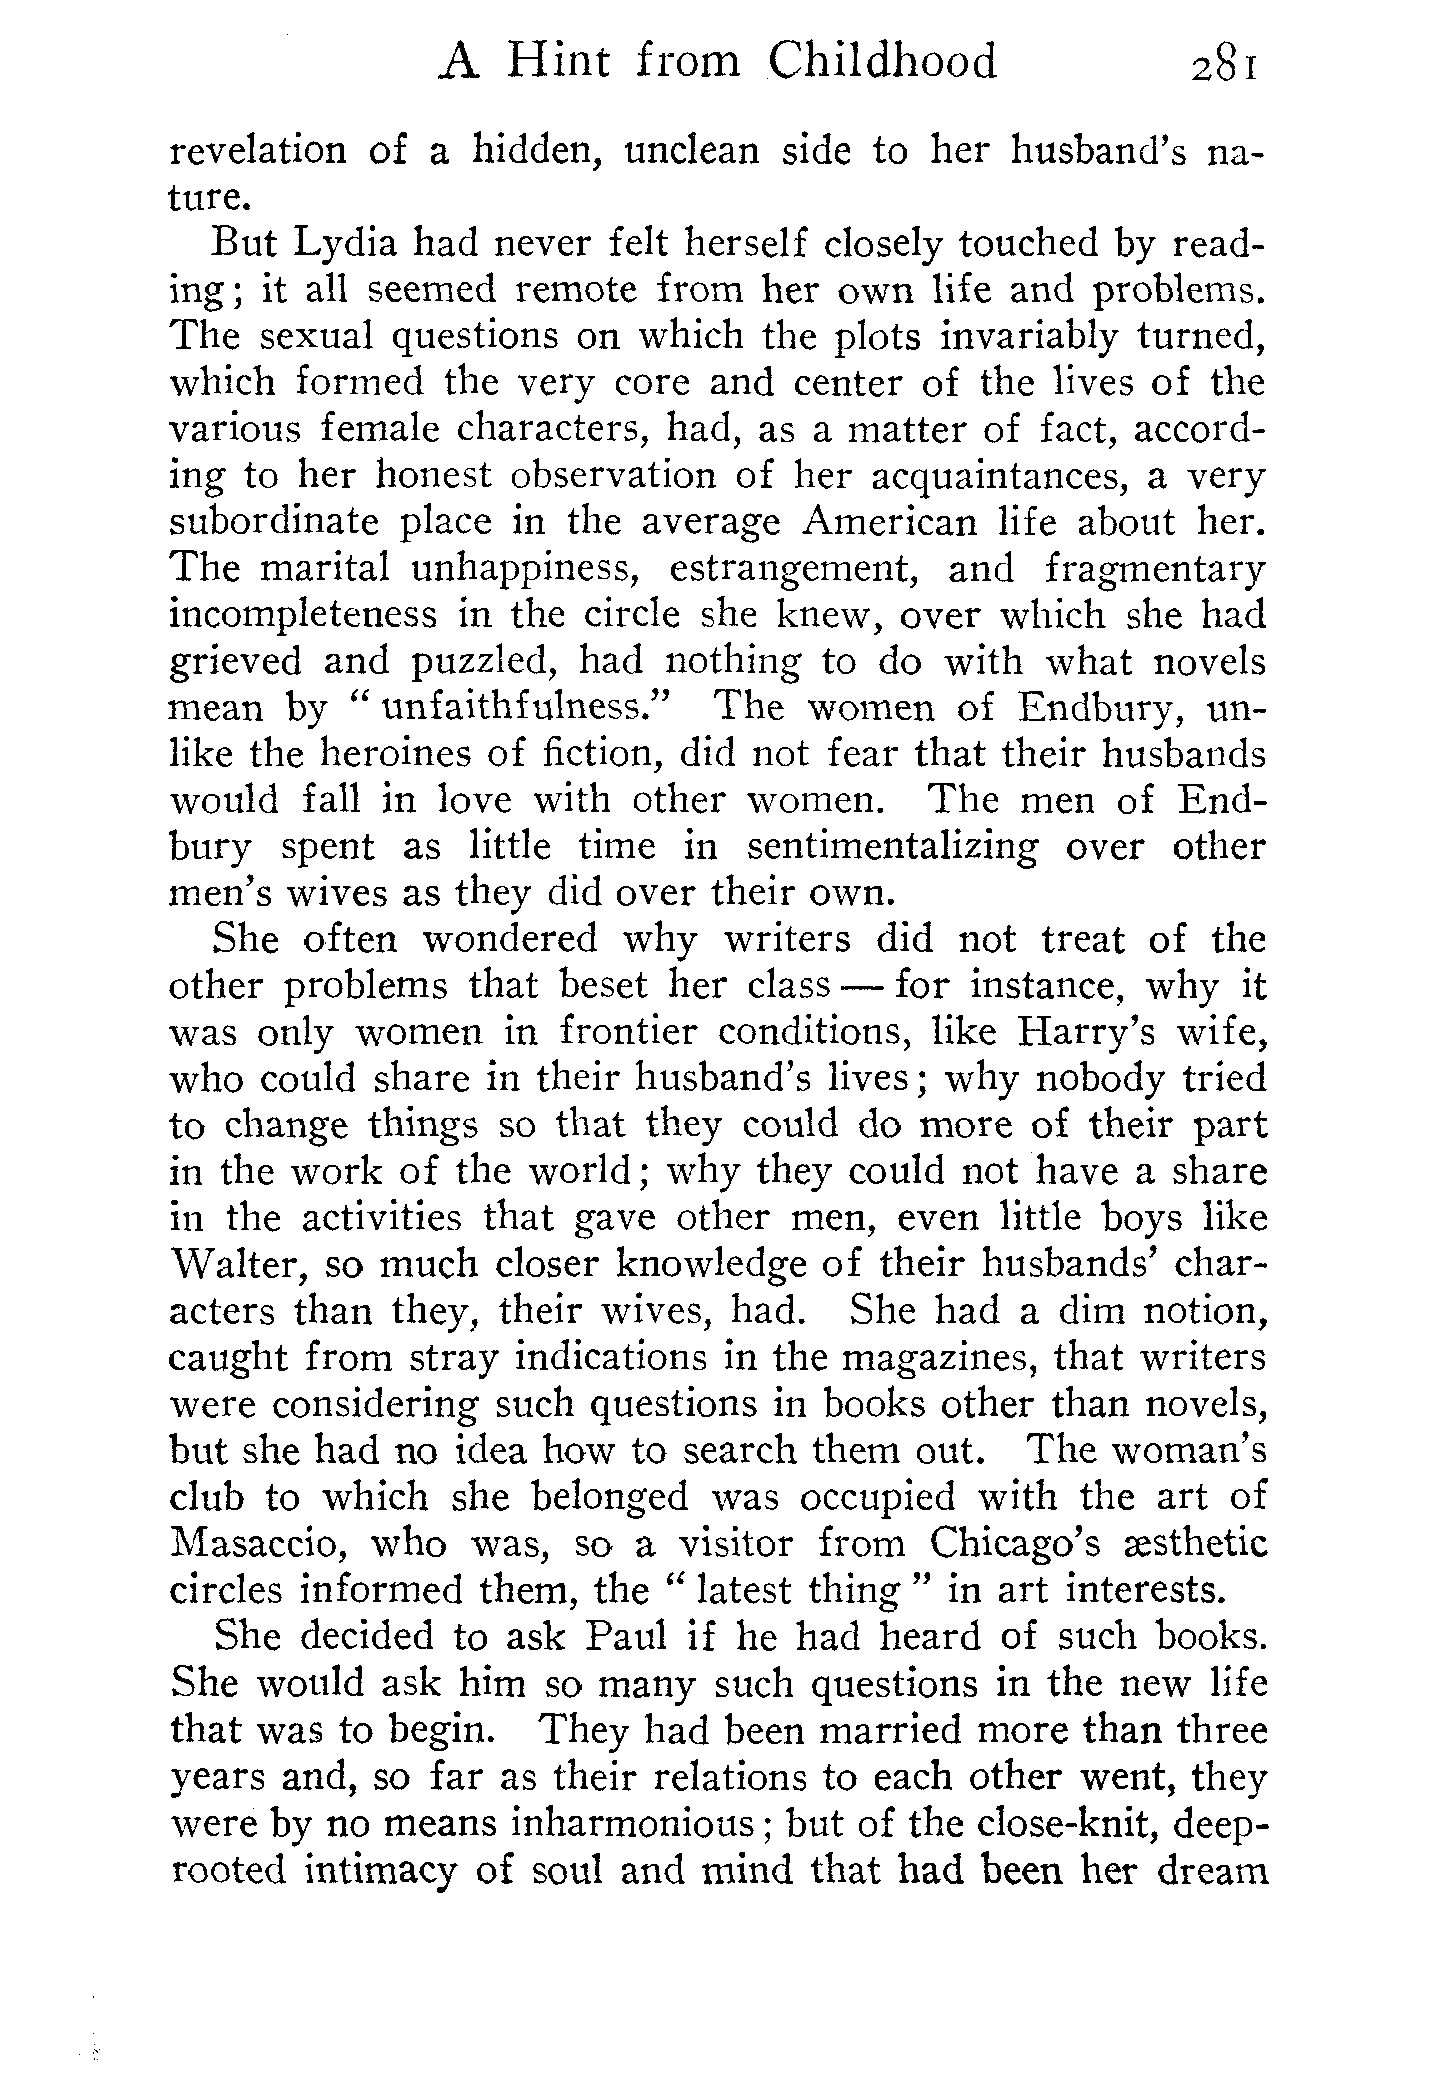 A Hint from Childhood 281
revelation of a hidden, unclean side to her husband's na-
ture.
But Lydia had never felt herself closely touched by read-
ing; it all seemed remote from her own life and problems.
The sexual questions on which the plots invariably turned,
which formed the very core and center of the lives of the
various female characters, had, as a matter of fact, accord-
ing to her honest observation of her acquaintances, a very
subordinate place in the average American life about her.
The marital unhappiness, estrangement, and fragmentary
incompleteness in the circle she knew, over which she had
grieved and puzzled, had nothing to do with what novels
mean by "unfaithfulness." The women of Endbury, un-
like the heroines of fiction, did not fear that their husbands
would fall in love with other women. The men of End-
bury spent as little time in sentimentalizing over other
men's wives as they did over their own.
She often wondered why writers did not treat of the
other problems that beset her class — for instance, why it
was only women in frontier conditions, like Harry's wife,
who could share in their husband's lives; why nobody tried
to change things so that they could do more of their part
in the work of the world; why they could not have a share
in the activities that gave other men, even little boys like
Walter, so much closer knowledge of their husbands' char-
acters than they, their wives, had. She had a dim notion,
caught from stray indications in the magazines, that writers
were considering such questions in books other than novels,
but she had no idea how to search them out. The woman's
club to which she belonged was occupied with the art of
Masaccio, who was, so a visitor from Chicago's æsthetic
circles informed them, the "latest thing" in art interests.
She decided to ask Paul if he had heard of such books.
She would ask him so many such questions in the new life
that was to begin. They had been married more than three
years and, so far as their relations to each other went, they
were by no means inharmonious; but of the close-knit, deep-
rooted intimacy of soul and mind that had been her dream